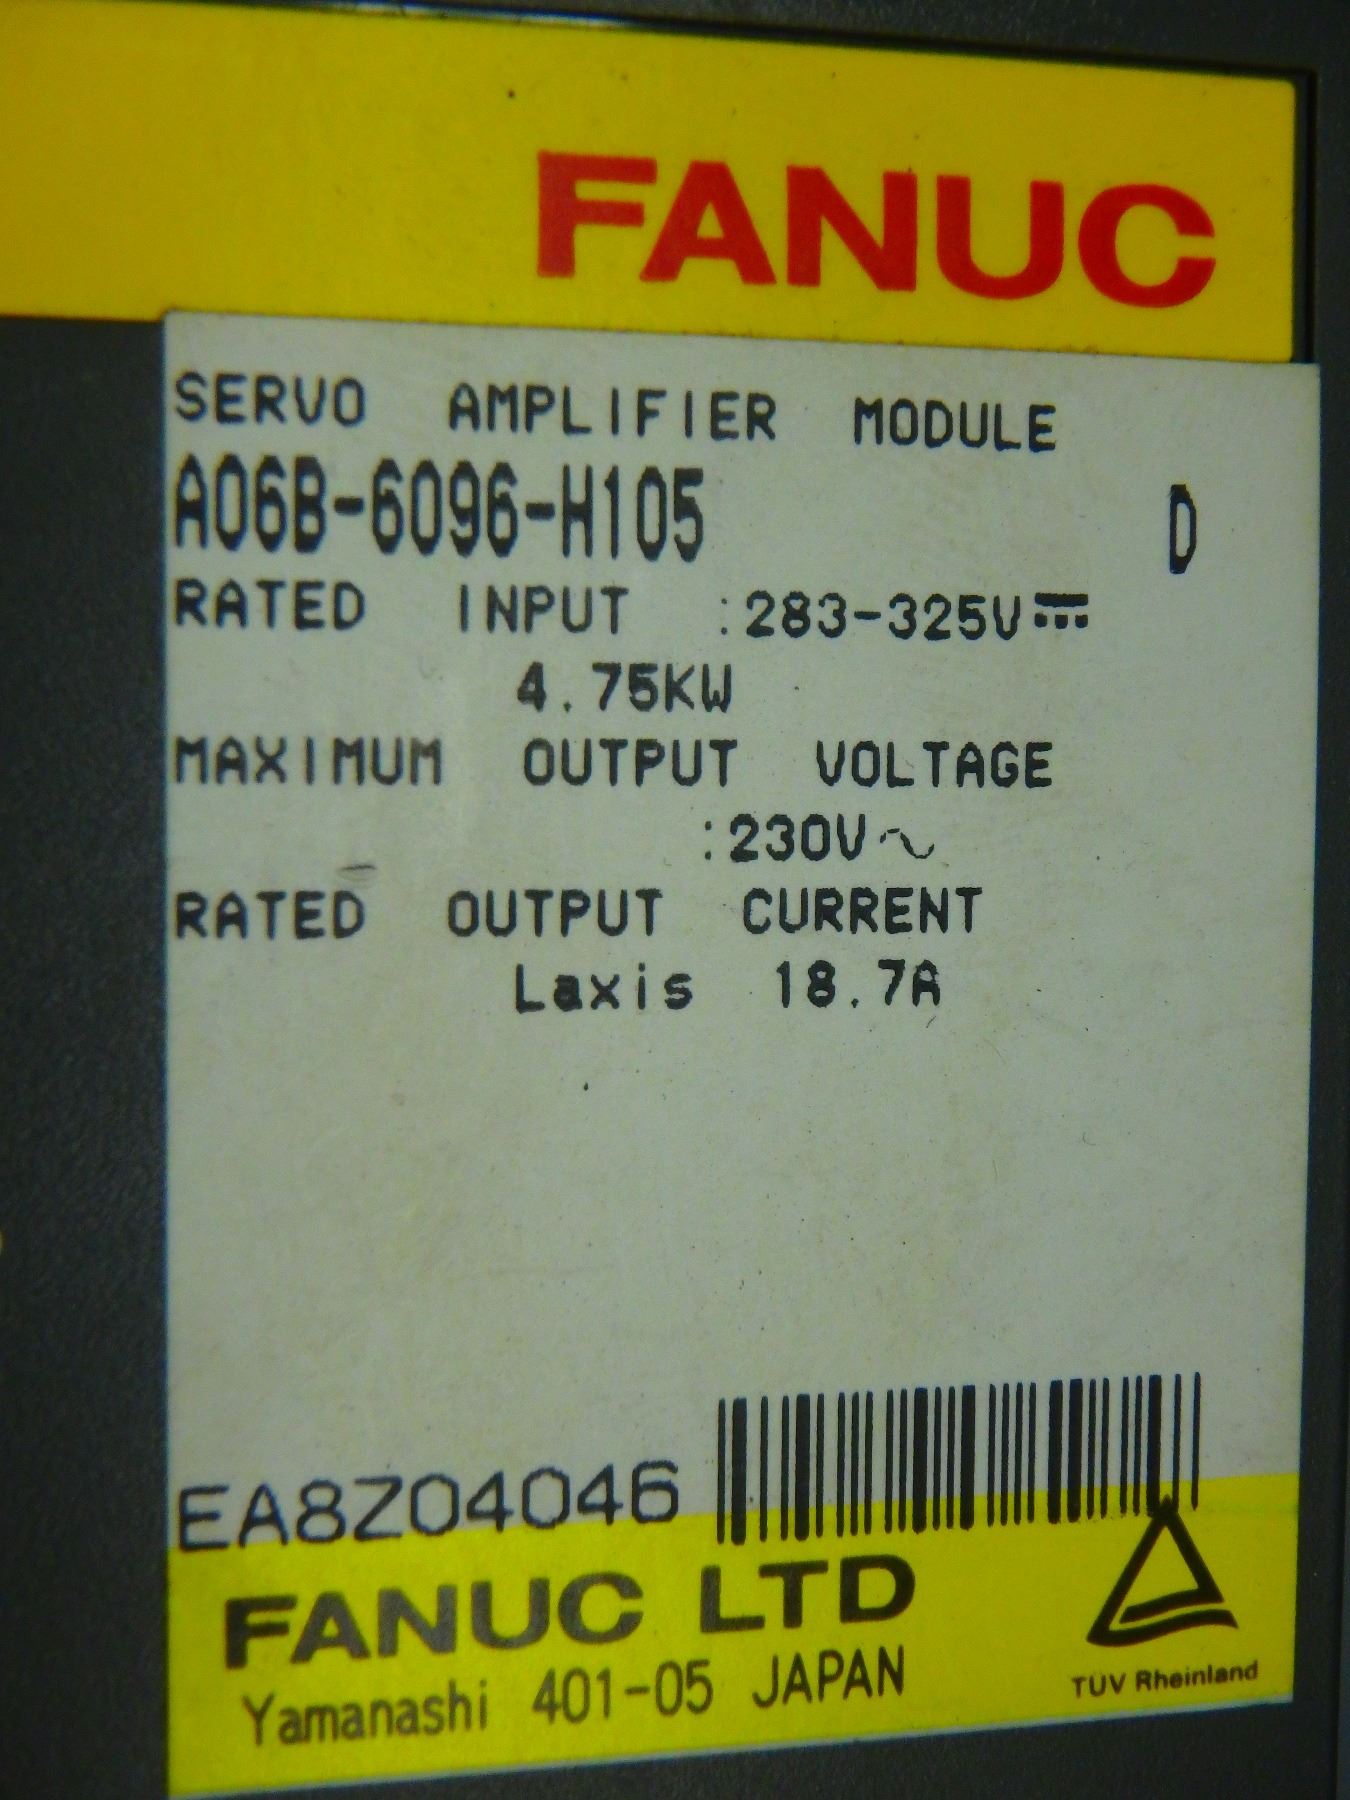 FANUC
SERVO AMPLIFIER MODULE
A06B-6096-H105 D
RATED INPUT :283-325V⎓
4.75KW
MAXIMUM OUTPUT VOLTAGE
:230V~
RATED OUTPUT CURRENT
Laxis 18.7A
EA8Z04046
FANUC LTD
Yamanashi 401-05 JAPAN
TÜV Rheinland